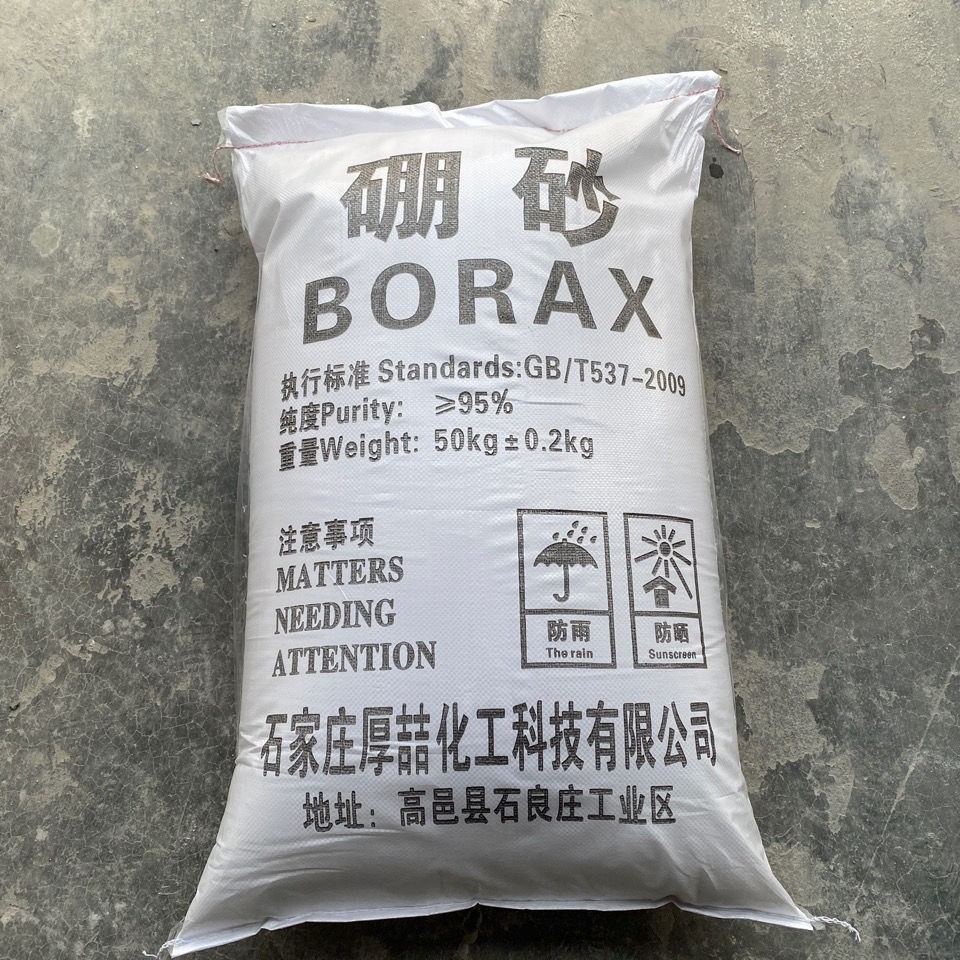 硼砂
BORAX
执行标准 Standards:GB/T537-2009
纯度Purity: ≥95%
重量Weight: 50kg±0.2kg
注意事项
MATTERS
NEEDING
ATTENTION
防雨
The rain
防晒
Sunscreen
石家庄厚喆化工科技有限公司
地址：高邑县石良庄工业区